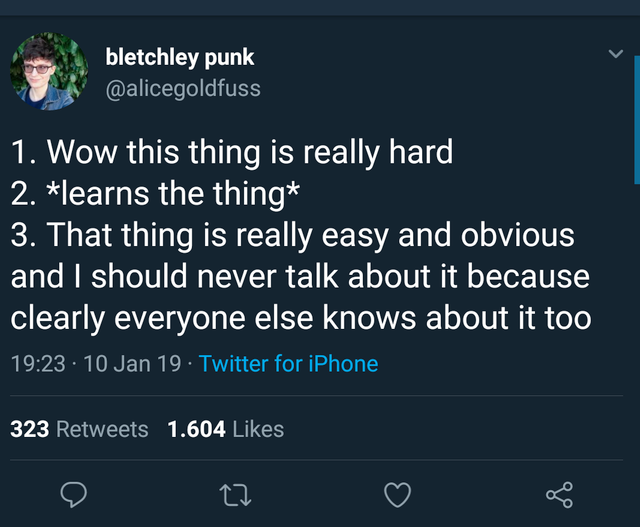 bletchley punk
@alicegoldfuss
1. Wow this thing is really hard
2. *learns the thing*
3. That thing is really easy and obvious
and I should never talk about it because
clearly everyone else knows about it too
19:23 · 10 Jan 19 · Twitter for iPhone
323 Retweets 1.604 Likes